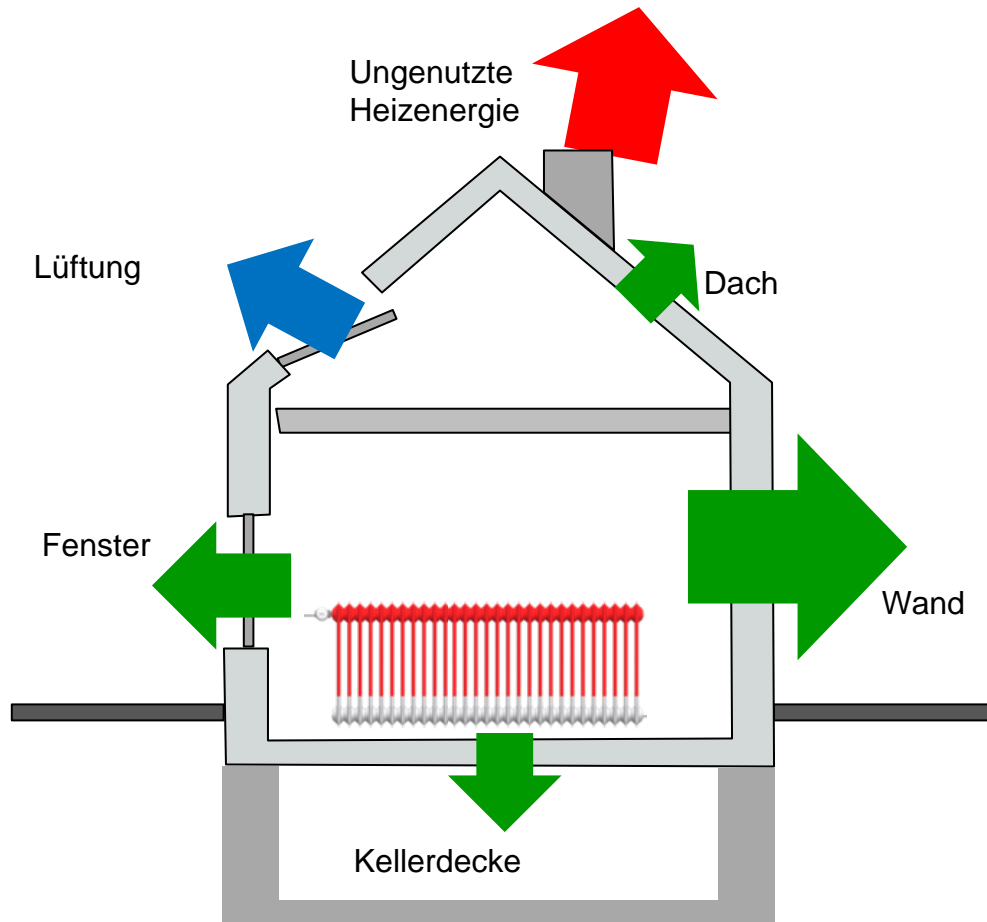 Ungenutzte
Heizenergie
Lüftung
Dach
Fenster
Wand
Kellerdecke